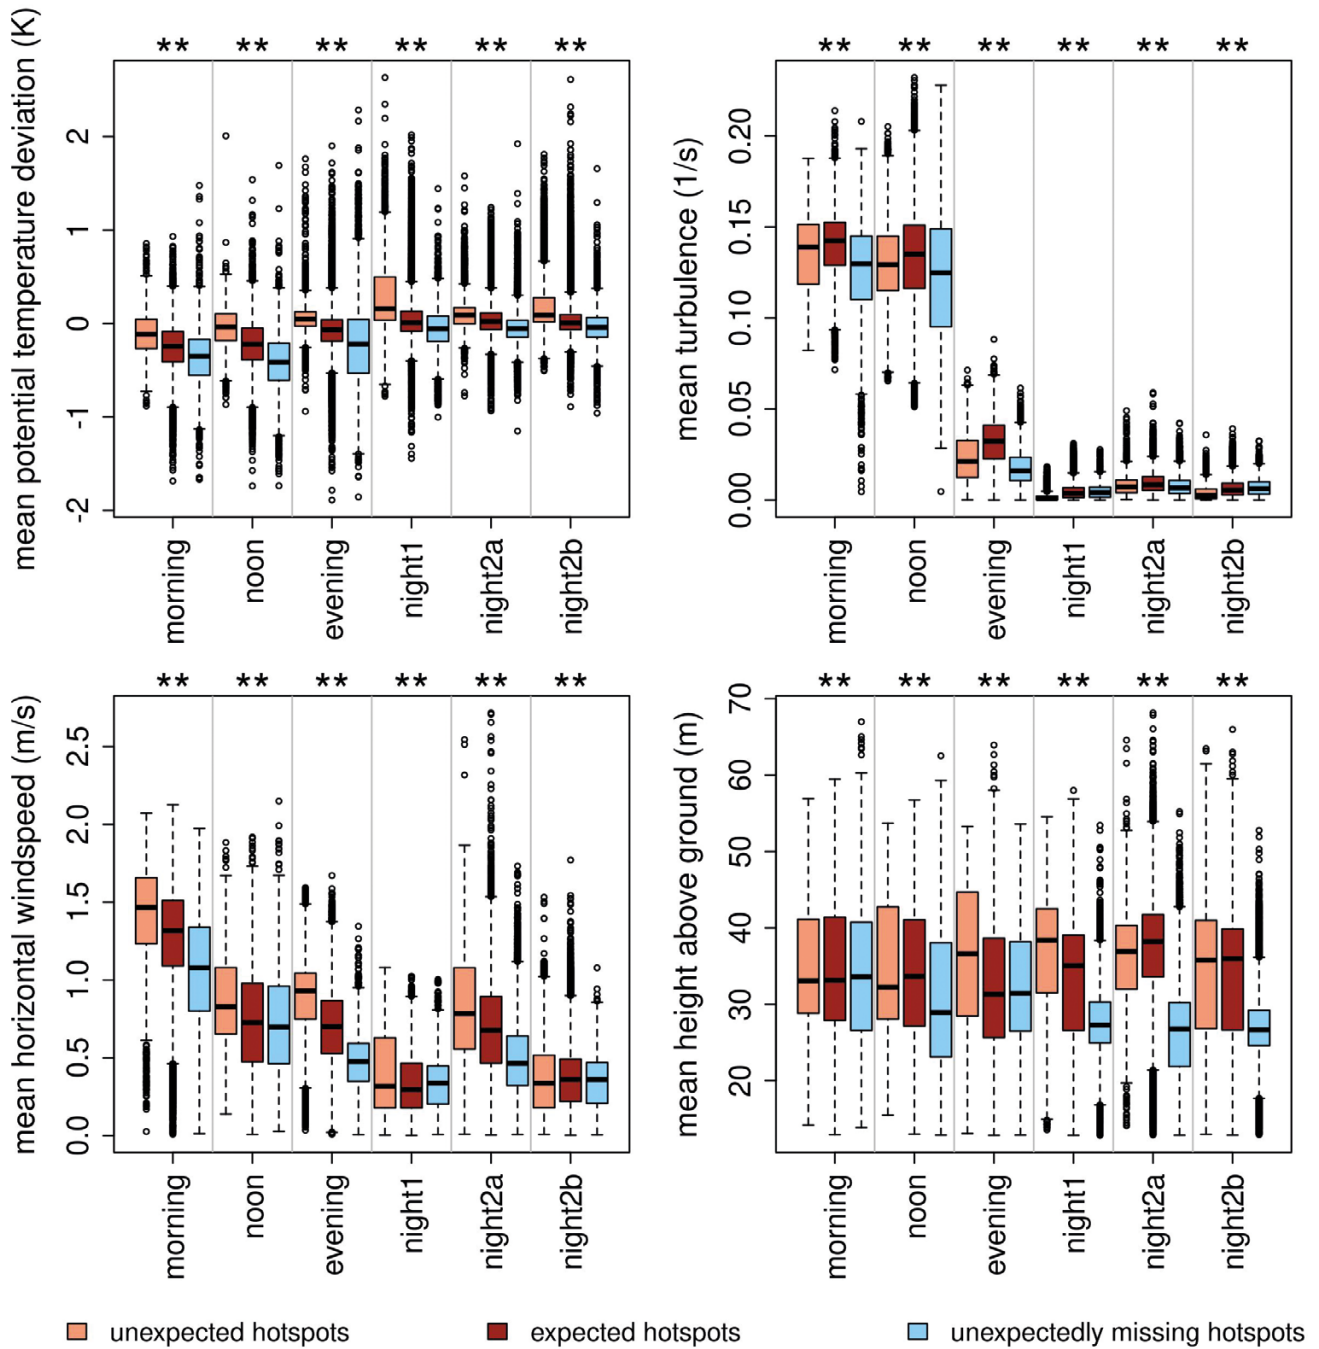 ** ** ** ** ** **
mean potential temperature deviation (K)
2
1
0
-1
-2
morning
noon
evening
night1
night2a
night2b
** ** ** ** ** **
mean turbulence (1/s)
0.20
0.15
0.10
0.05
0.00
morning
noon
evening
night1
night2a
night2b
** ** ** ** ** **
mean horizontal windspeed (m/s)
2.5
2.0
1.5
1.0
0.5
0.0
morning
noon
evening
night1
night2a
night2b
** ** ** ** ** **
mean height above ground (m)
70
60
50
40
30
20
morning
noon
evening
night1
night2a
night2b
unexpected hotspots
expected hotspots
unexpectedly missing hotspots